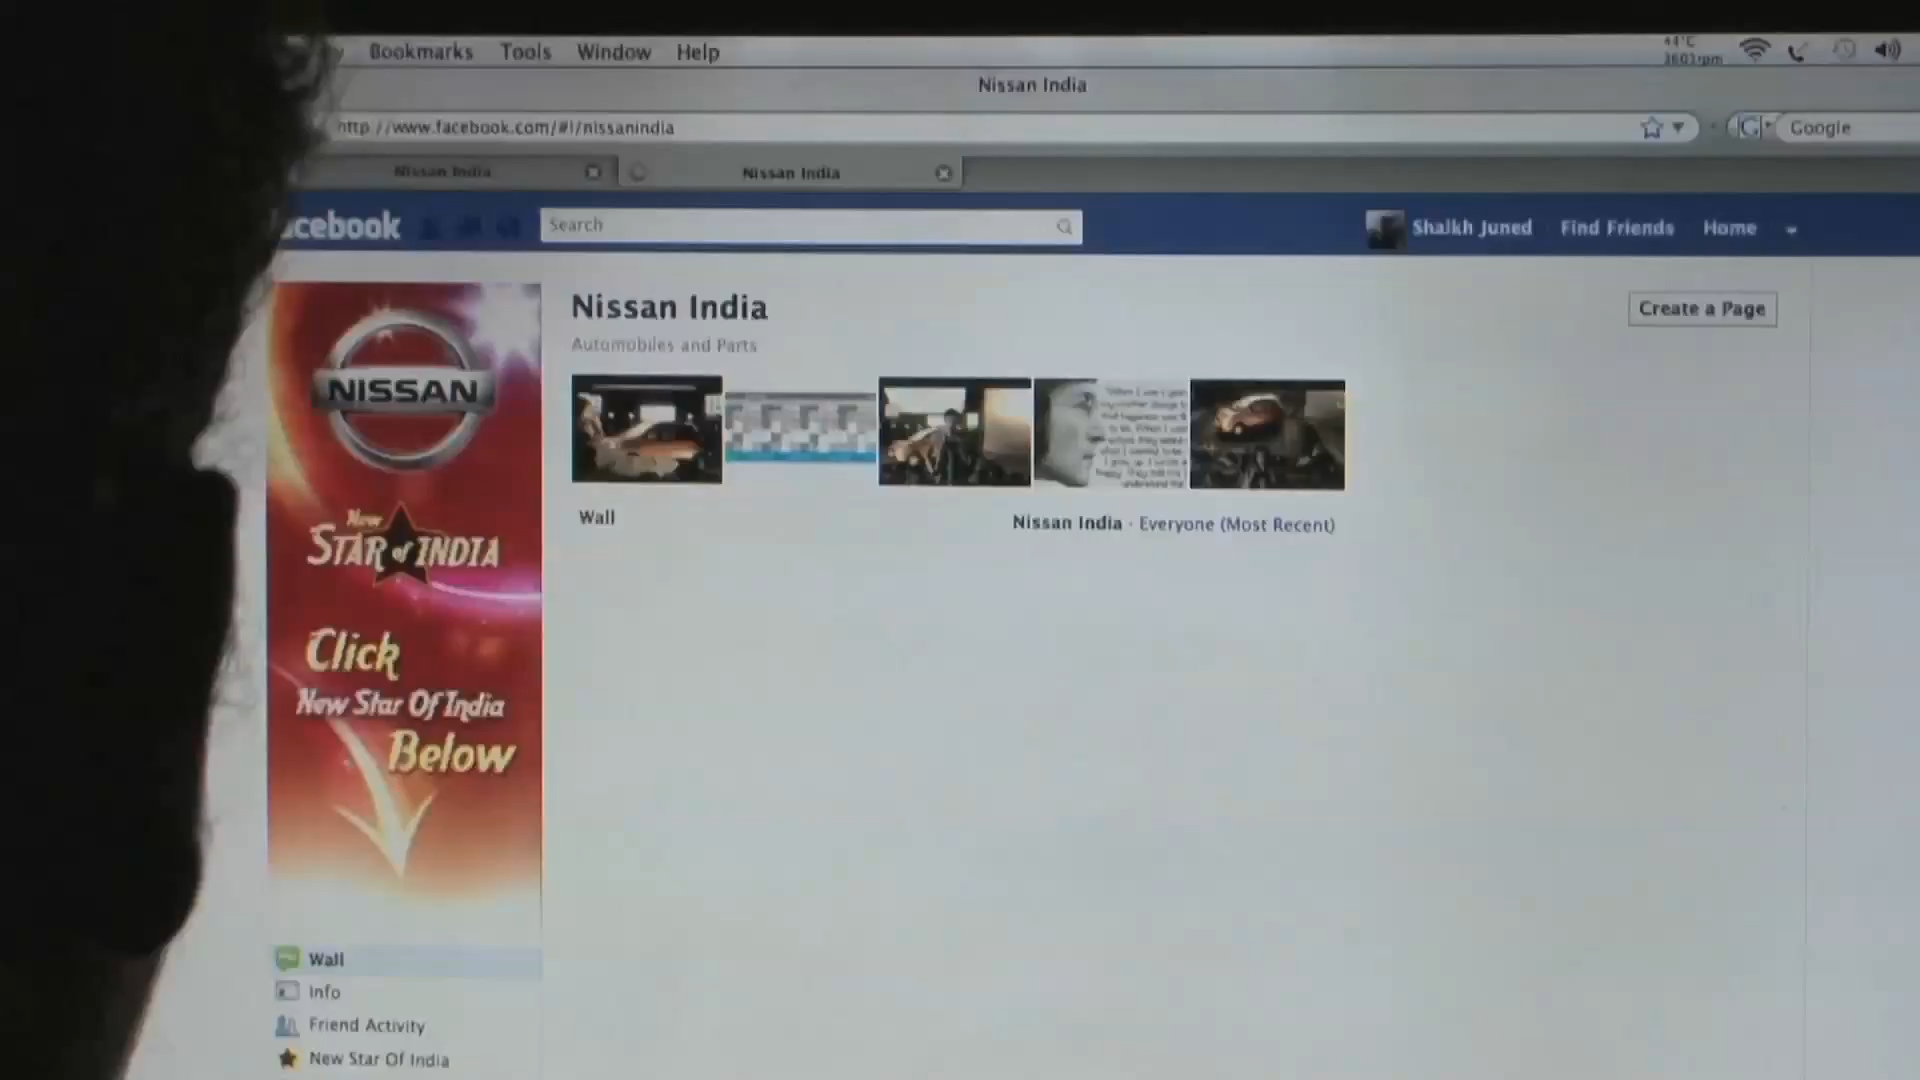 Bookmarks Tools Window Help
Nissan India
http://www.facebook.com/#!/nissanindia
Google
Nissan India
Nissan India
acebook
Search
Shaikh Juned Find Friends Home
NISSAN
New
STAR of INDIA
Click
New Star Of India
Below
Nissan India
Create a Page
Automobiles and Parts
Wall
Nissan India · Everyone (Most Recent)
Wall
Info
Friend Activity
New Star Of India